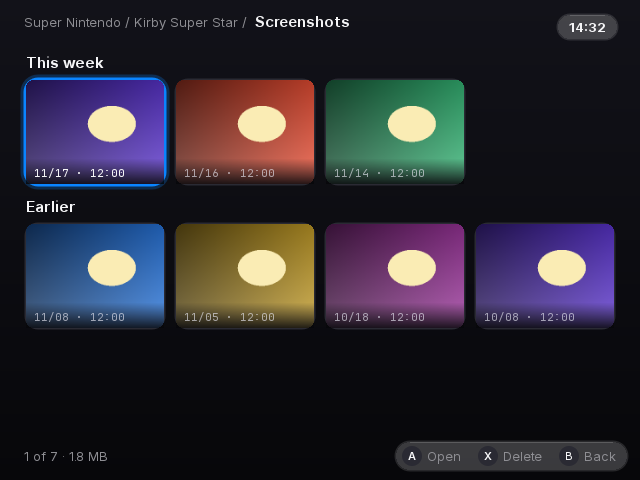 Super Nintendo / Kirby Super Star / Screenshots
14:32
This week
11/17 · 12:00
11/16 · 12:00
11/14 · 12:00
Earlier
11/08 · 12:00
11/05 · 12:00
10/18 · 12:00
10/08 · 12:00
1 of 7 · 1.8 MB
A Open X Delete B Back